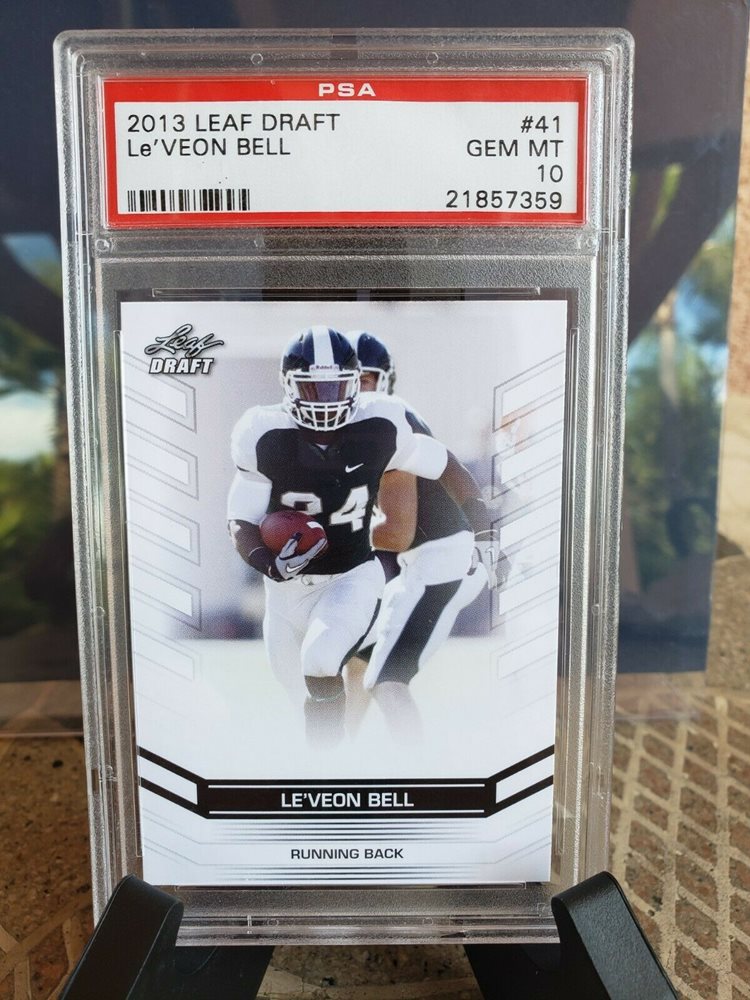 PSA
2013 LEAF DRAFT #41
Le'VEON BELL GEM MT
10
21857359
Leaf
DRAFT
Riddell
24
LE'VEON BELL
RUNNING BACK